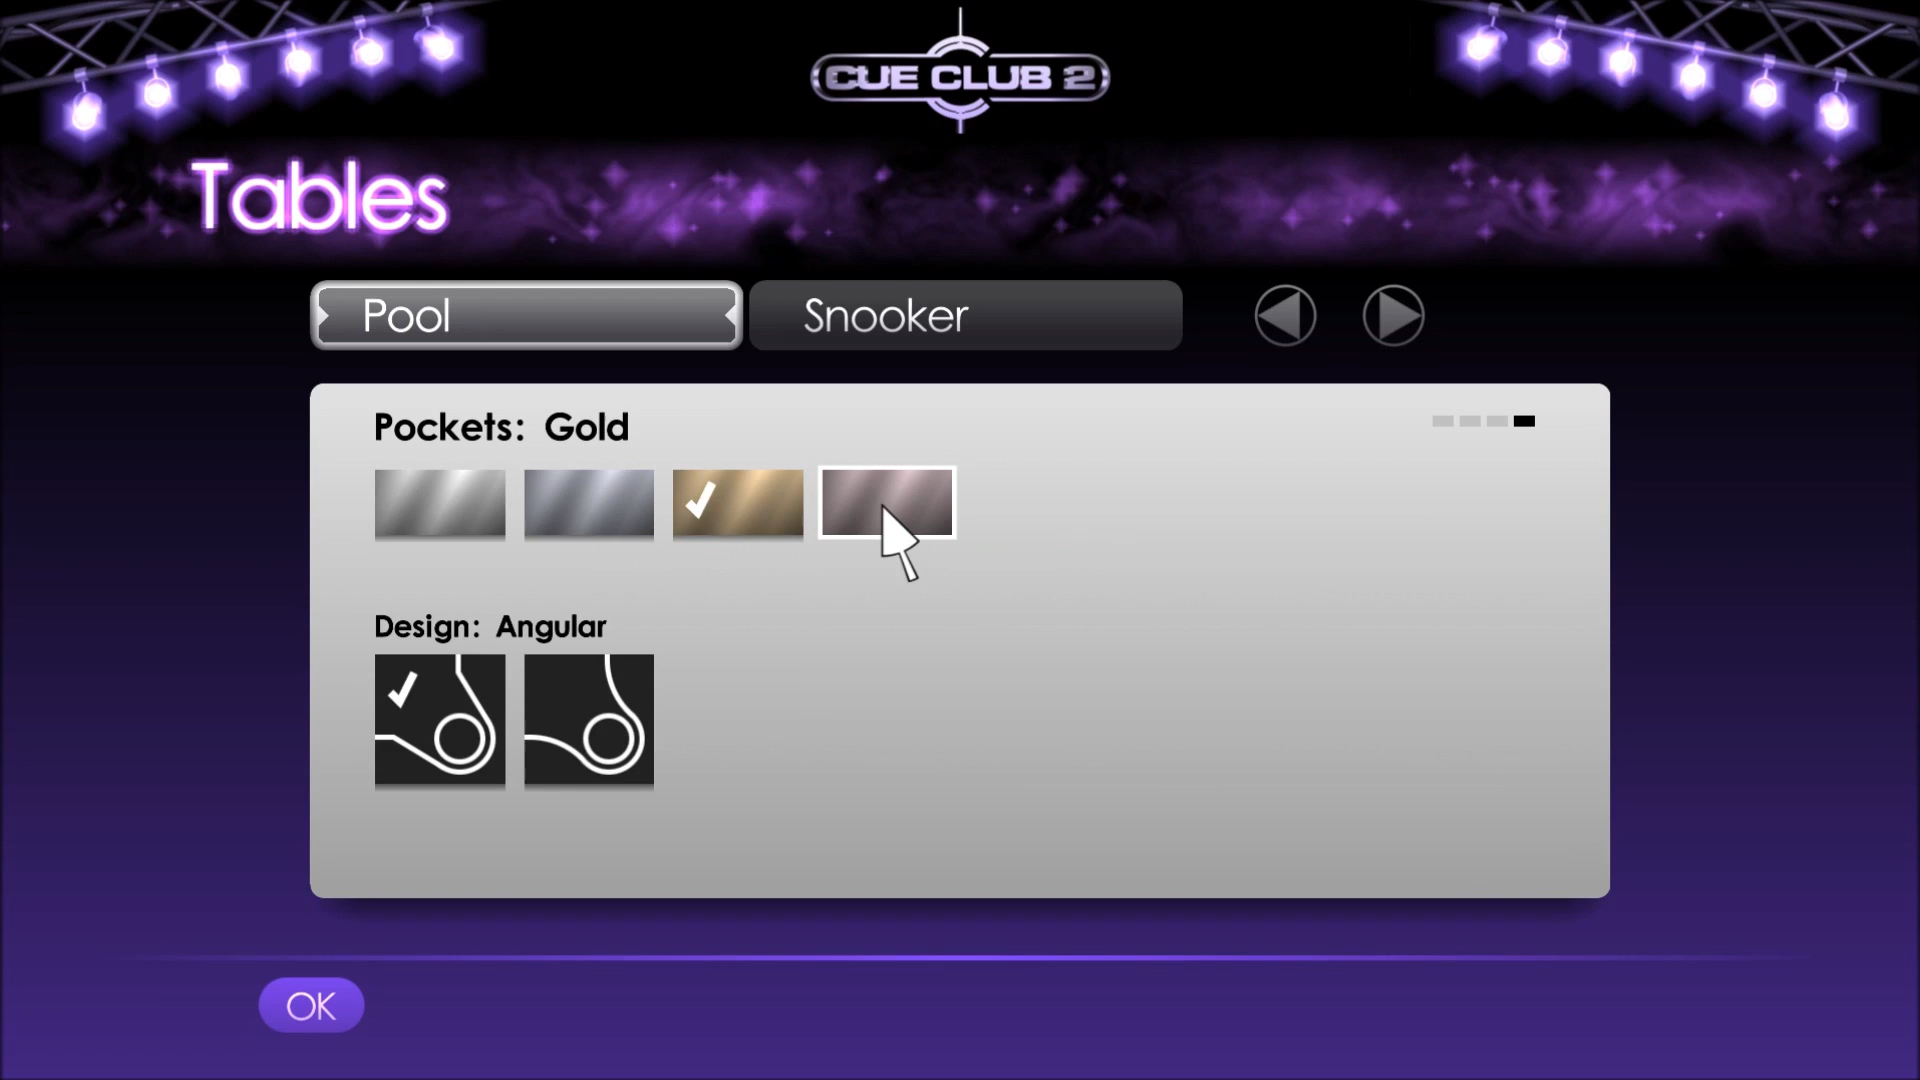 CUE CLUB 2
Tables
Pool
Snooker
Pockets: Gold
Design: Angular
OK